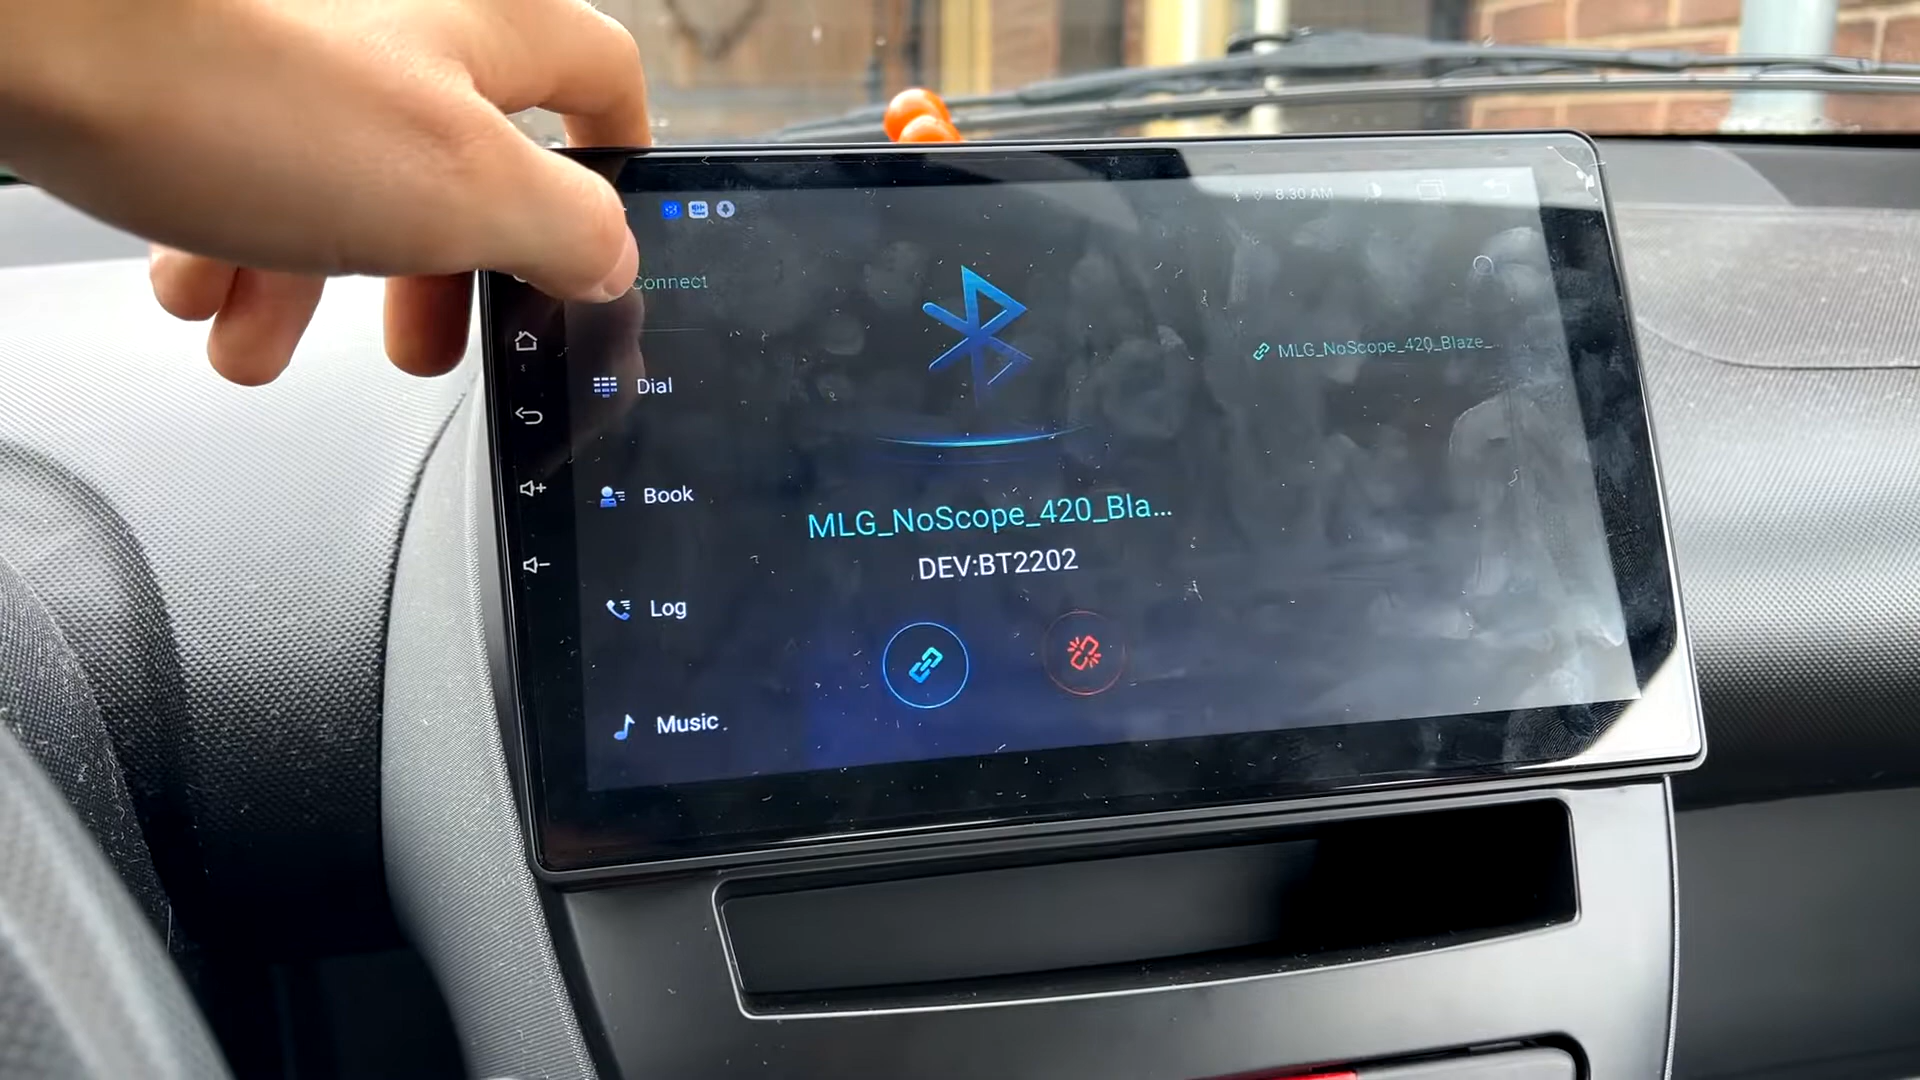 8:30 AM
Connect
MLG_NoScope_420_Blaze_...
Dial
Book
MLG_NoScope_420_Bla...
DEV:BT2202
Log
Music